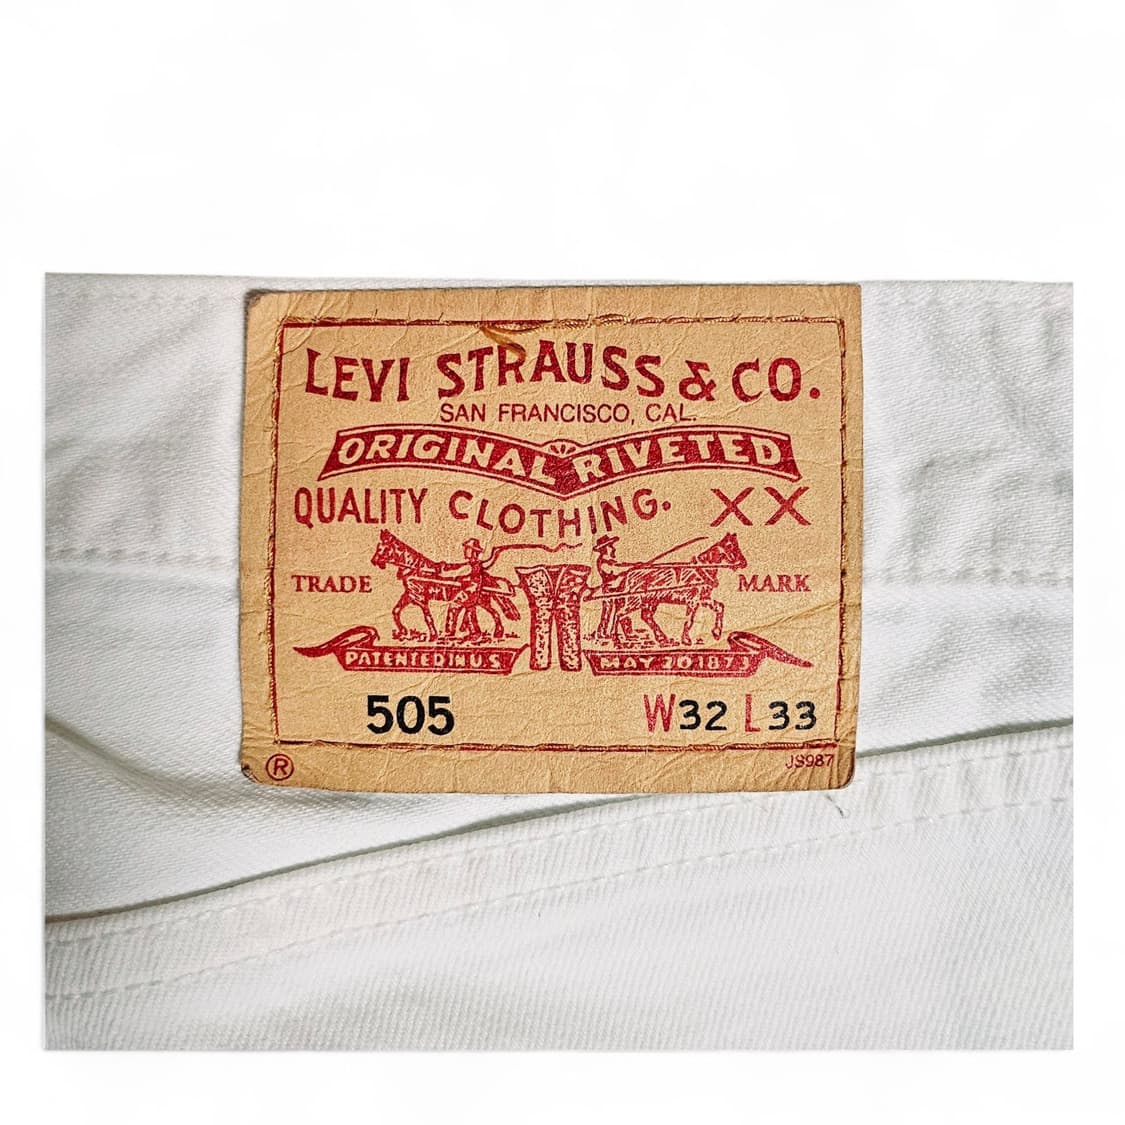 LEVI STRAUSS & CO.
SAN FRANCISCO, CAL.
ORIGINAL RIVETED
QUALITY CLOTHING. XX
TRADE MARK
PATENTED IN U.S MAY 20 1873
505 W32 L33
® JS987